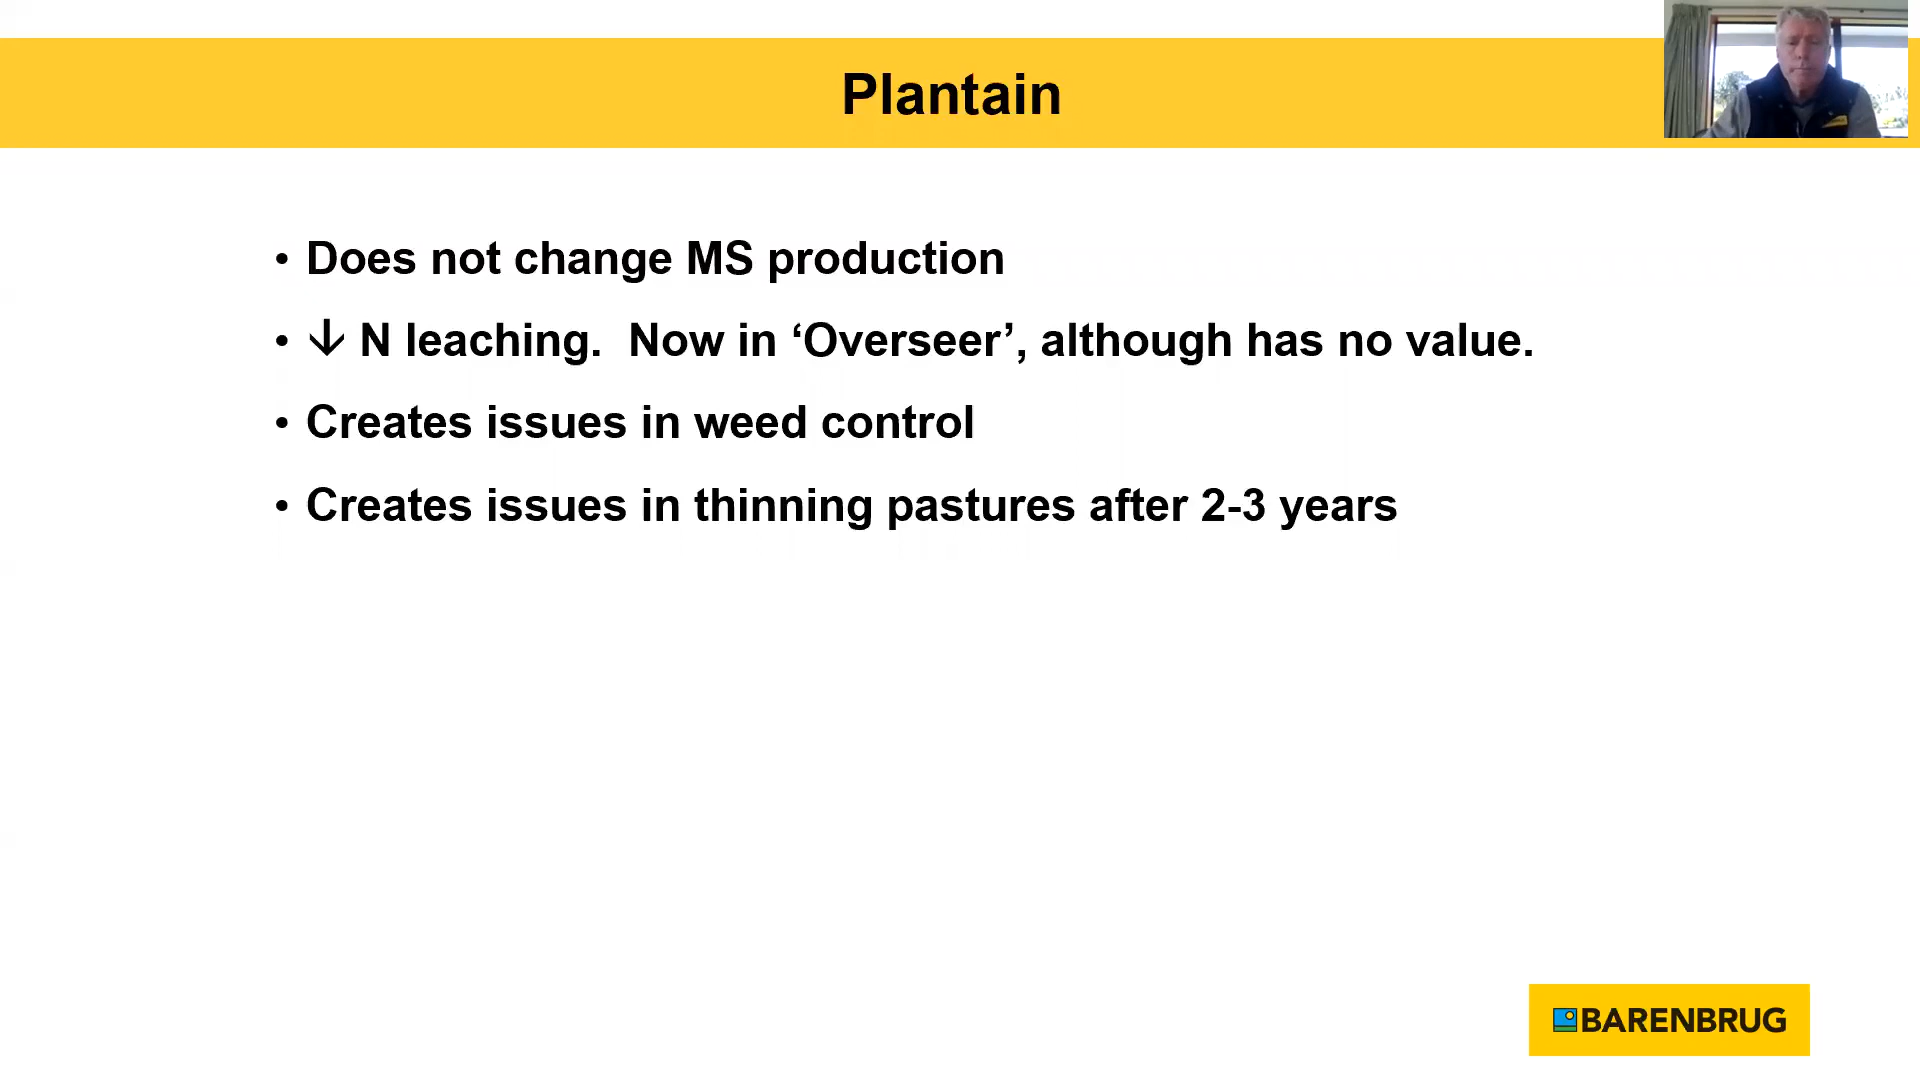 Plantain
• Does not change MS production
• ↓ N leaching.  Now in ‘Overseer’, although has no value.
• Creates issues in weed control
• Creates issues in thinning pastures after 2-3 years
BARENBRUG